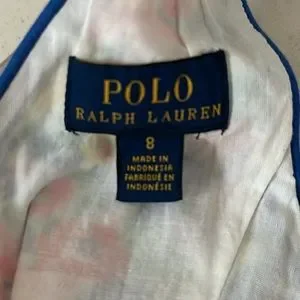 POLO
RALPH LAUREN
8
MADE IN
INDONESIA
FABRIQUÉ EN
INDONÉSIE